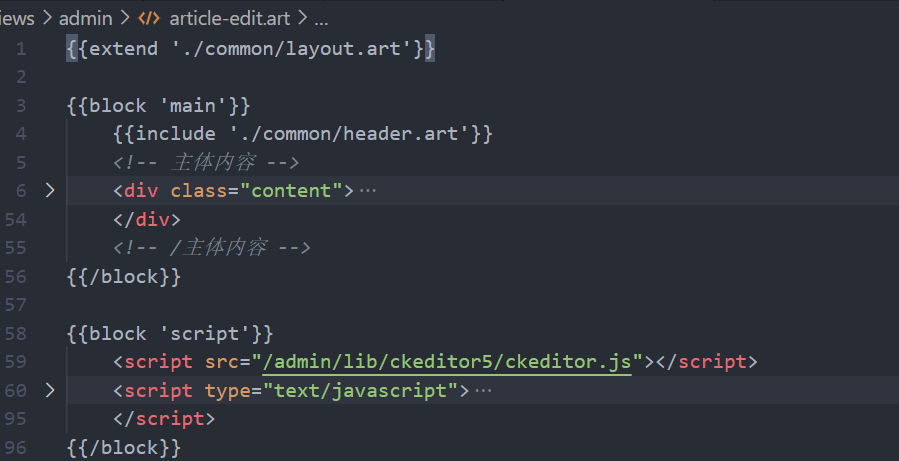 iews > admin > article-edit.art > ...
1 {{extend './common/layout.art'}}
2
3 {{block 'main'}}
4 {{include './common/header.art'}}
5 <!-- 主体内容 -->
6 <div class="content">…
54 </div>
55 <!-- /主体内容 -->
56 {{/block}}
57
58 {{block 'script'}}
59 <script src="/admin/lib/ckeditor5/ckeditor.js"></script>
60 <script type="text/javascript">…
95 </script>
96 {{/block}}